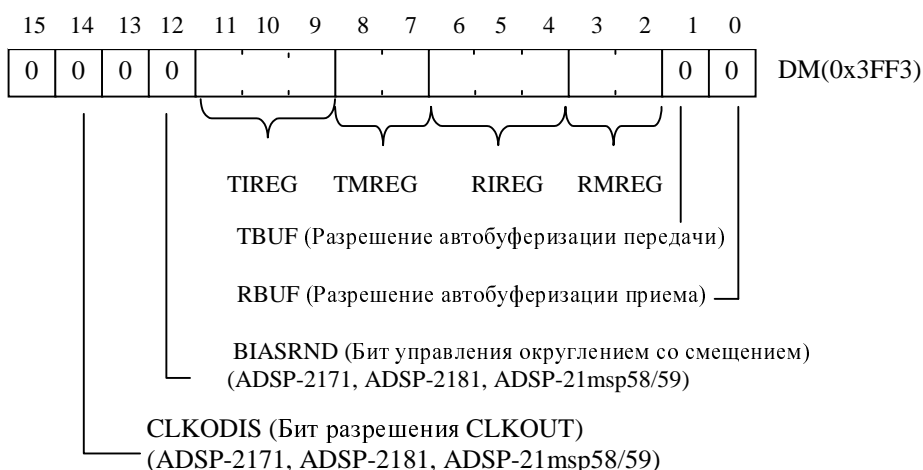 15 14 13 12 11 10 9 8 7 6 5 4 3 2 1 0
0 0 0 0 0 0 DM(0x3FF3)
TIREG TMREG RIREG RMREG
TBUF (Разрешение автобуферизации передачи)
RBUF (Разрешение автобуферизации приема)
BIASRND (Бит управления округлением со смещением)
(ADSP-2171, ADSP-2181, ADSP-21msp58/59)
CLKODIS (Бит разрешения CLKOUT)
(ADSP-2171, ADSP-2181, ADSP-21msp58/59)